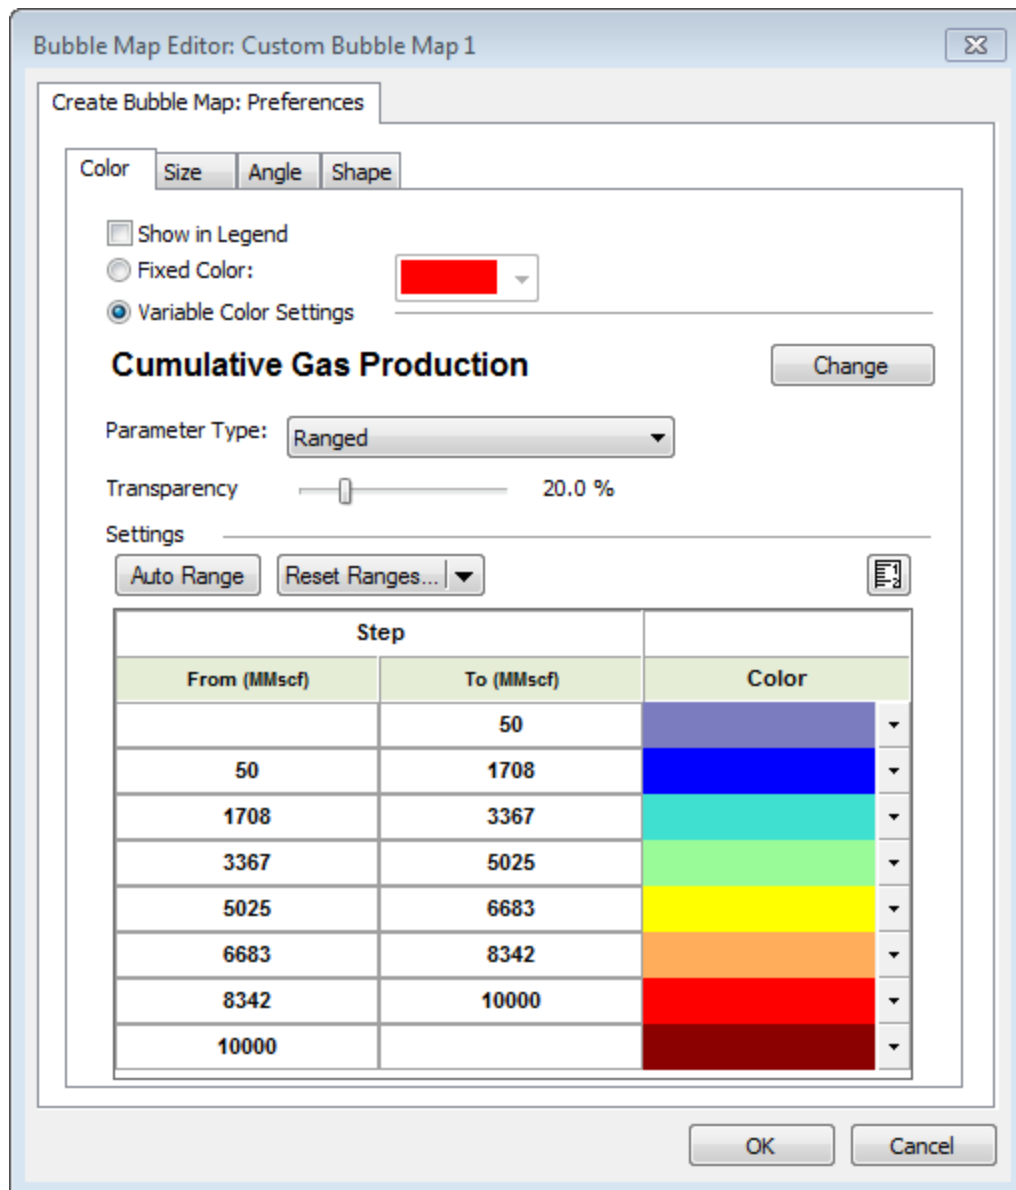 Bubble Map Editor: Custom Bubble Map 1
Create Bubble Map: Preferences
Color Size Angle Shape
Show in Legend
Fixed Color:
Variable Color Settings
Cumulative Gas Production Change
Parameter Type: Ranged
Transparency 20.0 %
Settings
Auto Range Reset Ranges...
Step
From (MMscf) To (MMscf) Color
50
50 1708
1708 3367
3367 5025
5025 6683
6683 8342
8342 10000
10000
OK Cancel